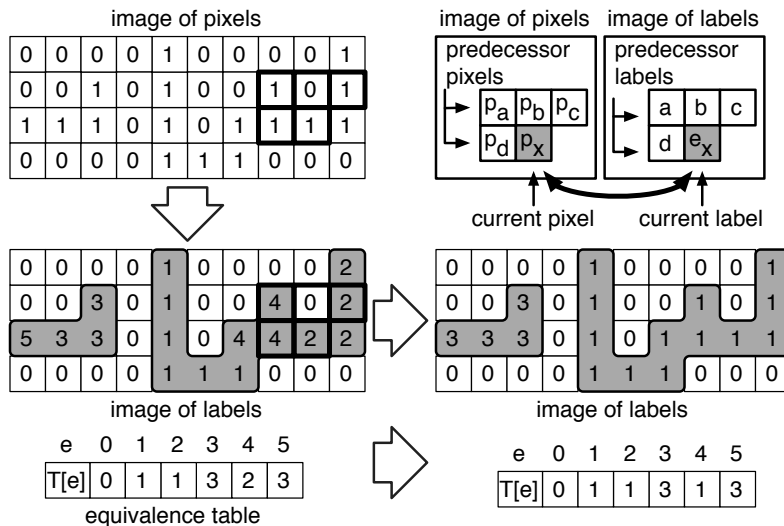 image of pixels
0 0 0 0 1 0 0 0 0 1
0 0 1 0 1 0 0 1 0 1
1 1 1 0 1 0 1 1 1 1
0 0 0 0 1 1 1 0 0 0
image of pixels
image of labels
predecessor pixels
predecessor labels
pa pb pc
pd px
a b c
d ex
current pixel
current label
0 0 0 0 1 0 0 0 0 2
0 0 3 0 1 0 0 4 0 2
5 3 3 0 1 0 4 4 2 2
0 0 0 0 1 1 1 0 0 0
image of labels
0 0 0 0 1 0 0 0 0 1
0 0 3 0 1 0 0 1 0 1
3 3 3 0 1 0 1 1 1 1
0 0 0 0 1 1 1 0 0 0
image of labels
e 0 1 2 3 4 5
T[e] 0 1 1 3 2 3
equivalence table
e 0 1 2 3 4 5
T[e] 0 1 1 3 1 3